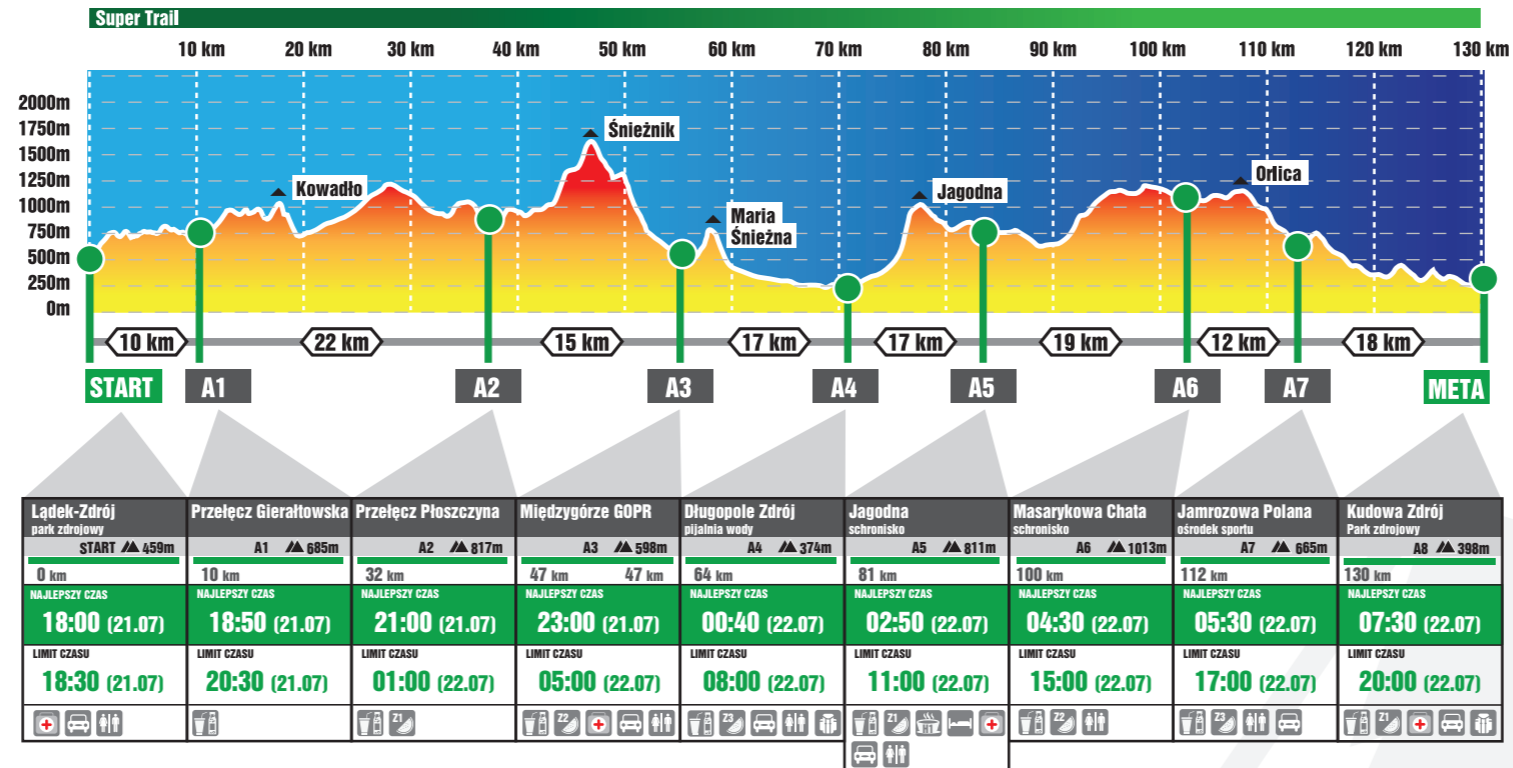 Super Trail
10 km 20 km 30 km 40 km 50 km 60 km 70 km 80 km 90 km 100 km 110 km 120 km 130 km
2000m
1750m
1500m
1250m
1000m
750m
500m
250m
0m
Śnieżnik
Kowadło
Maria
Śnieżna
Jagodna
Orlica
10 km 22 km 15 km 17 km 17 km 19 km 12 km 18 km
START A1 A2 A3 A4 A5 A6 A7 META
Lądek-Zdrój
park zdrojowy
START 459m
0 km
NAJLEPSZY CZAS
18:00 (21.07)
LIMIT CZASU
18:30 (21.07)
Przełęcz Gierałtowska
A1 685m
10 km
NAJLEPSZY CZAS
18:50 (21.07)
LIMIT CZASU
20:30 (21.07)
Przełęcz Płoszczyna
A2 817m
32 km
NAJLEPSZY CZAS
21:00 (21.07)
LIMIT CZASU
01:00 (22.07)
Z1
Międzygórze GOPR
A3 598m
47 km 47 km
NAJLEPSZY CZAS
23:00 (21.07)
LIMIT CZASU
05:00 (22.07)
Z2
Długopole Zdrój
pijalnia wody
A4 374m
64 km
NAJLEPSZY CZAS
00:40 (22.07)
LIMIT CZASU
08:00 (22.07)
Z3
Jagodna
schronisko
A5 811m
81 km
NAJLEPSZY CZAS
02:50 (22.07)
LIMIT CZASU
11:00 (22.07)
Z1
Masarykowa Chata
schronisko
A6 1013m
100 km
NAJLEPSZY CZAS
04:30 (22.07)
LIMIT CZASU
15:00 (22.07)
Z2
Jamrozowa Polana
ośrodek sportu
A7 665m
112 km
NAJLEPSZY CZAS
05:30 (22.07)
LIMIT CZASU
17:00 (22.07)
Z3
Kudowa Zdrój
Park zdrojowy
A8 398m
130 km
NAJLEPSZY CZAS
07:30 (22.07)
LIMIT CZASU
20:00 (22.07)
Z1